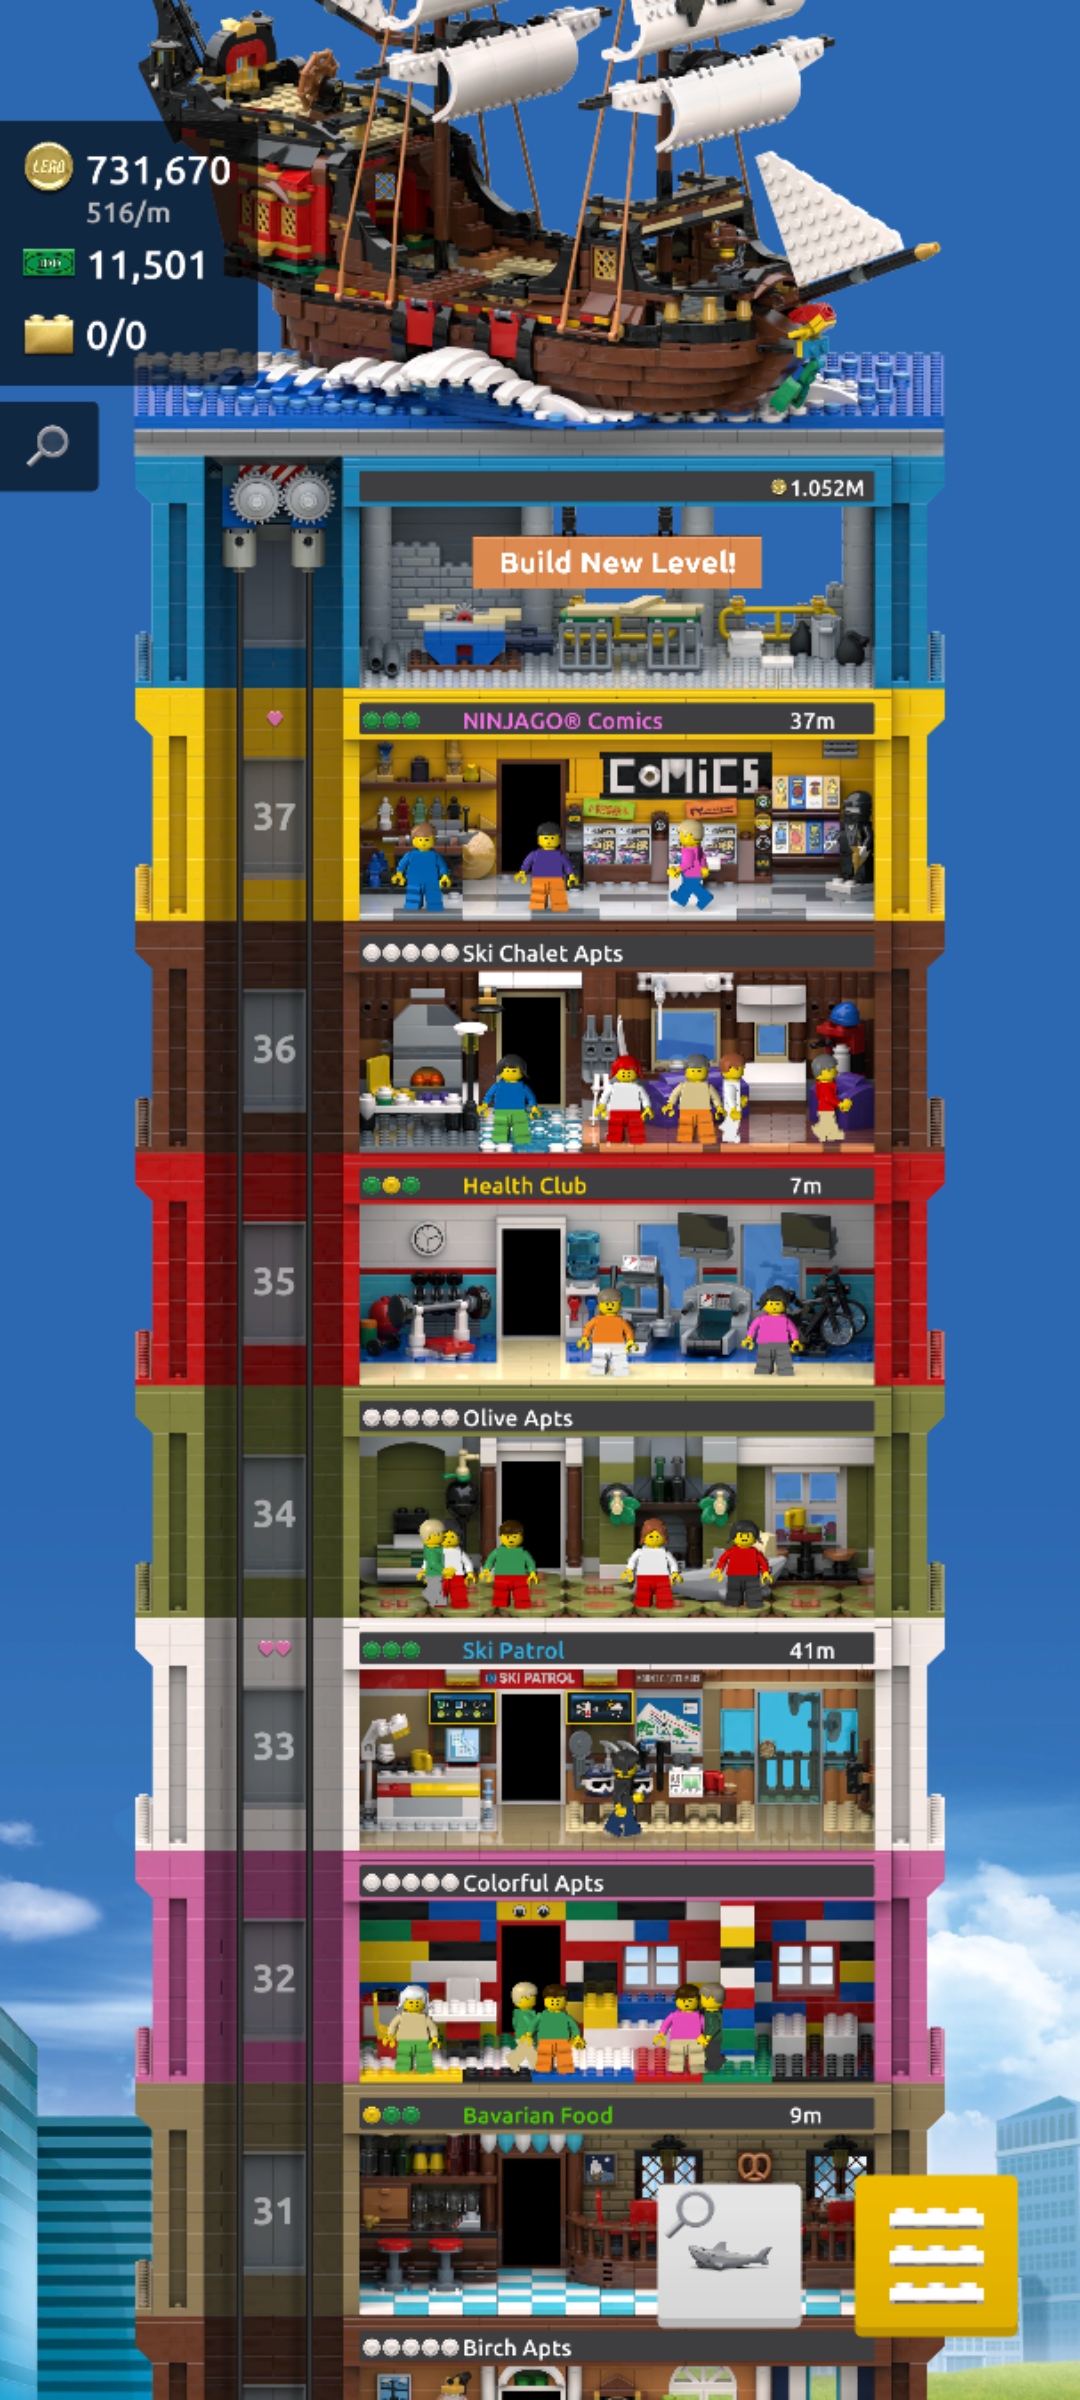 LEGO
731,670
516/m
11,501
0/0
1.052M
Build New Level!
NINJAGO® Comics 37m
COMiCS
37
Ski Chalet Apts
36
Health Club 7m
35
Olive Apts
34
Ski Patrol 41m
SKI PATROL
33
Colorful Apts
32
Bavarian Food 9m
31
Birch Apts